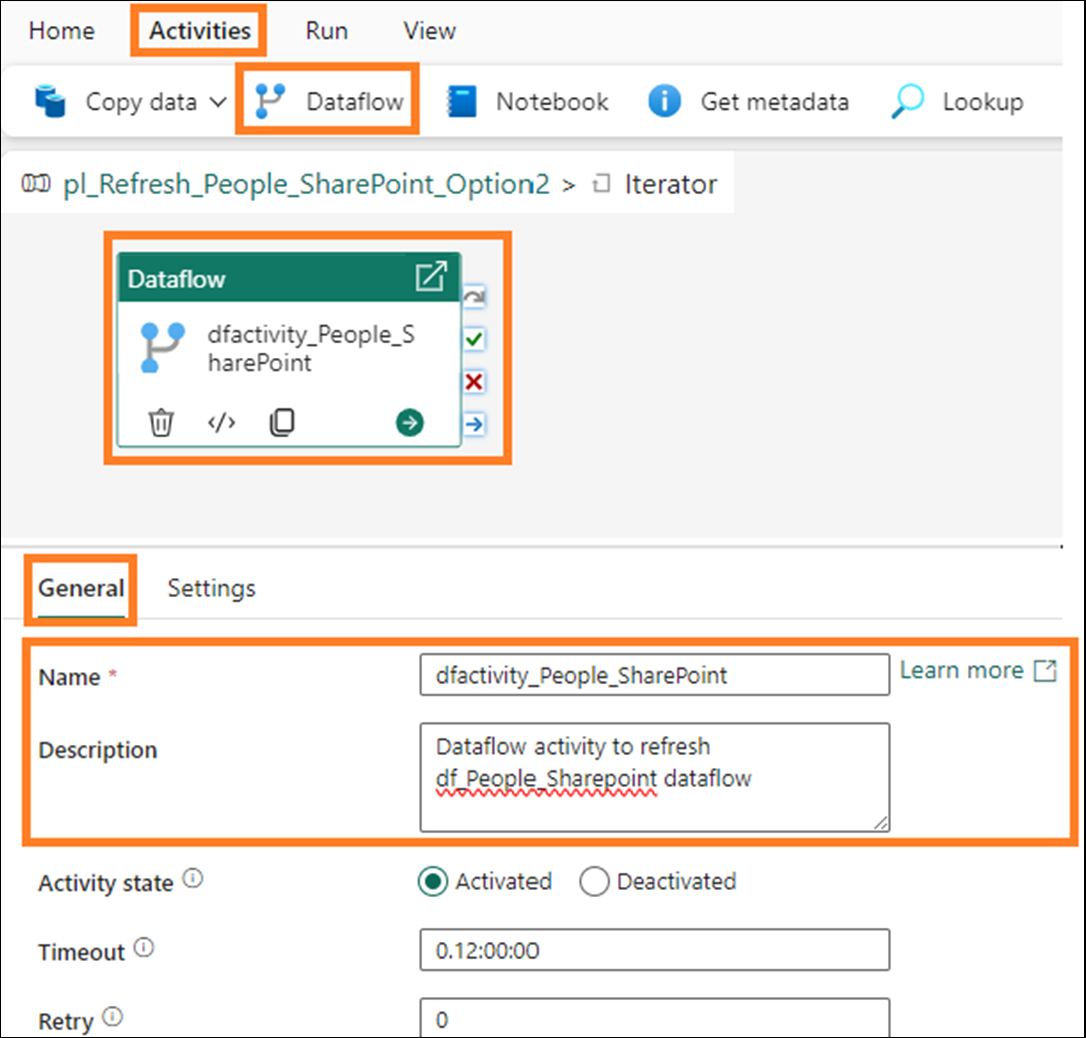 Home Activities Run View
Copy data Dataflow Notebook Get metadata Lookup
pl_Refresh_People_SharePoint_Option2 > Iterator
Dataflow
dfactivity_People_S
harePoint
</>
General Settings
Name * dfactivity_People_SharePoint Learn more
Description Dataflow activity to refresh
df_People_Sharepoint dataflow
Activity state Activated Deactivated
Timeout 0.12:00:00
Retry 0